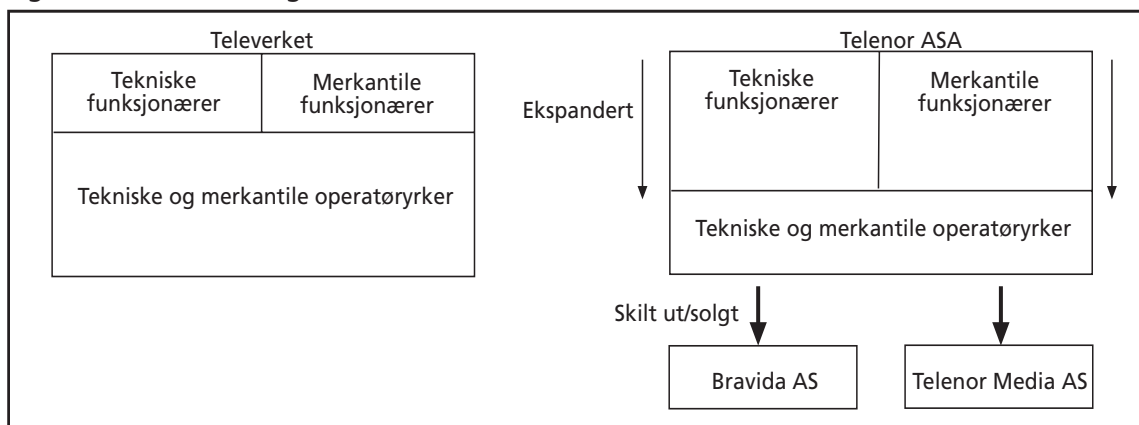 Televerket
Tekniske
funksjonærer
Merkantile
funksjonærer
Tekniske og merkantile operatøryrker
Telenor ASA
Ekspandert
Tekniske
funksjonærer
Merkantile
funksjonærer
Tekniske og merkantile operatøryrker
Skilt ut/solgt
Bravida AS
Telenor Media AS